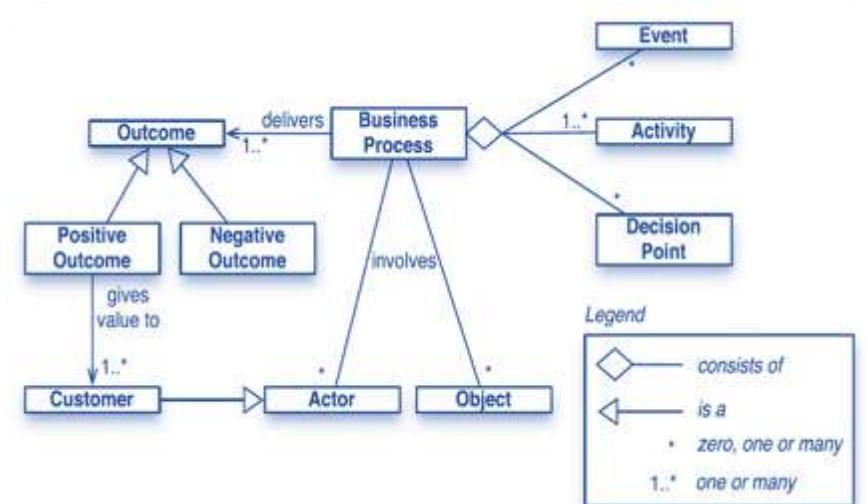 Event
*
delivers
Business
Process
1..*
Activity
Outcome
1..*
*
Decision
Point
Positive
Outcome
Negative
Outcome
involves
gives
value to
Legend
consists of
1..*
*
*
is a
Customer
Actor
Object
* zero, one or many
1..* one or many